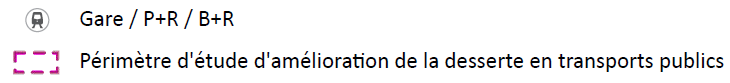 Gare / P+R / B+R
Périmètre d'étude d'amélioration de la desserte en transports publics